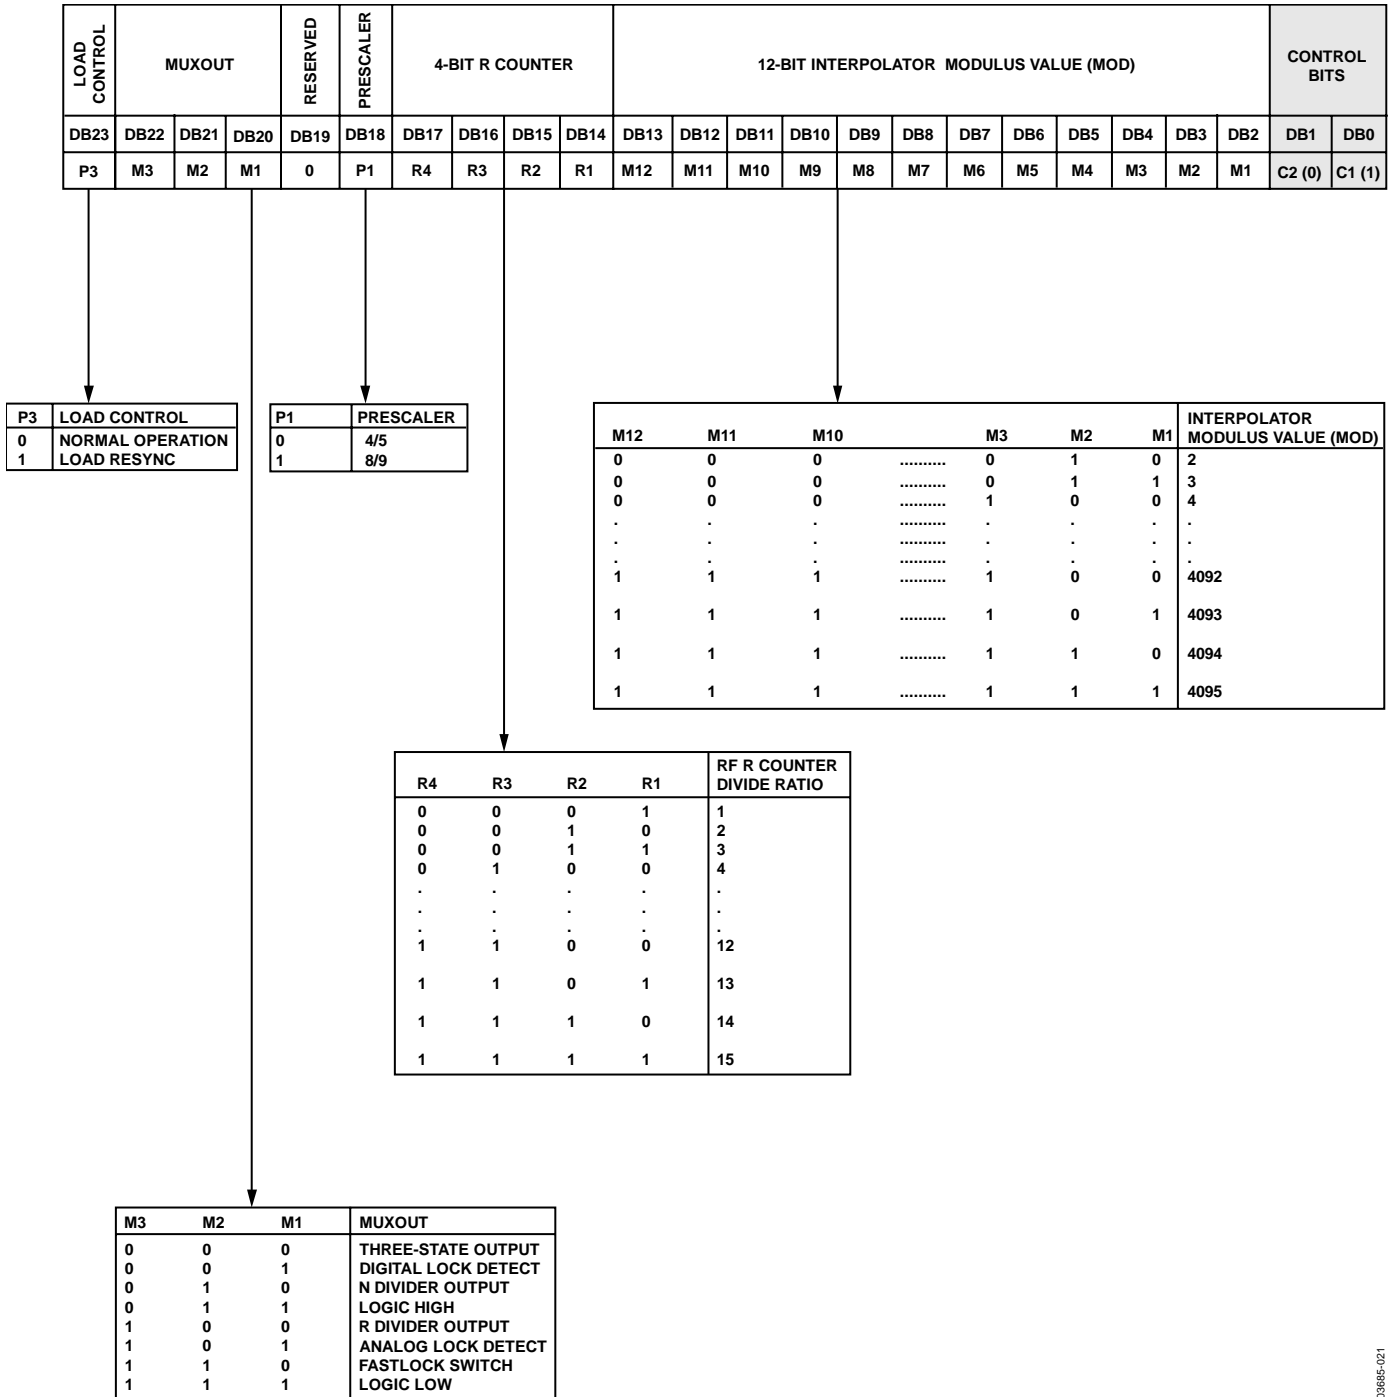 LOAD CONTROL MUXOUT RESERVED PRESCALER 4-BIT R COUNTER 12-BIT INTERPOLATOR MODULUS VALUE (MOD) CONTROL BITS
DB23 DB22 DB21 DB20 DB19 DB18 DB17 DB16 DB15 DB14 DB13 DB12 DB11 DB10 DB9 DB8 DB7 DB6 DB5 DB4 DB3 DB2 DB1 DB0
P3 M3 M2 M1 0 P1 R4 R3 R2 R1 M12 M11 M10 M9 M8 M7 M6 M5 M4 M3 M2 M1 C2 (0) C1 (1)
P3 LOAD CONTROL
0 NORMAL OPERATION
1 LOAD RESYNC
P1 PRESCALER
0 4/5
1 8/9
M12 M11 M10 M3 M2 M1 INTERPOLATOR MODULUS VALUE (MOD)
0 0 0 .......... 0 1 0 2
0 0 0 .......... 0 1 1 3
0 0 0 .......... 1 0 0 4
. . . .......... . . . .
. . . .......... . . . .
. . . .......... . . . .
1 1 1 .......... 1 0 0 4092
1 1 1 .......... 1 0 1 4093
1 1 1 .......... 1 1 0 4094
1 1 1 .......... 1 1 1 4095
R4 R3 R2 R1 RF R COUNTER DIVIDE RATIO
0 0 0 1 1
0 0 1 0 2
0 0 1 1 3
0 1 0 0 4
. . . . .
. . . . .
. . . . .
1 1 0 0 12
1 1 0 1 13
1 1 1 0 14
1 1 1 1 15
M3 M2 M1 MUXOUT
0 0 0 THREE-STATE OUTPUT
0 0 1 DIGITAL LOCK DETECT
0 1 0 N DIVIDER OUTPUT
0 1 1 LOGIC HIGH
1 0 0 R DIVIDER OUTPUT
1 0 1 ANALOG LOCK DETECT
1 1 0 FASTLOCK SWITCH
1 1 1 LOGIC LOW
03685-021